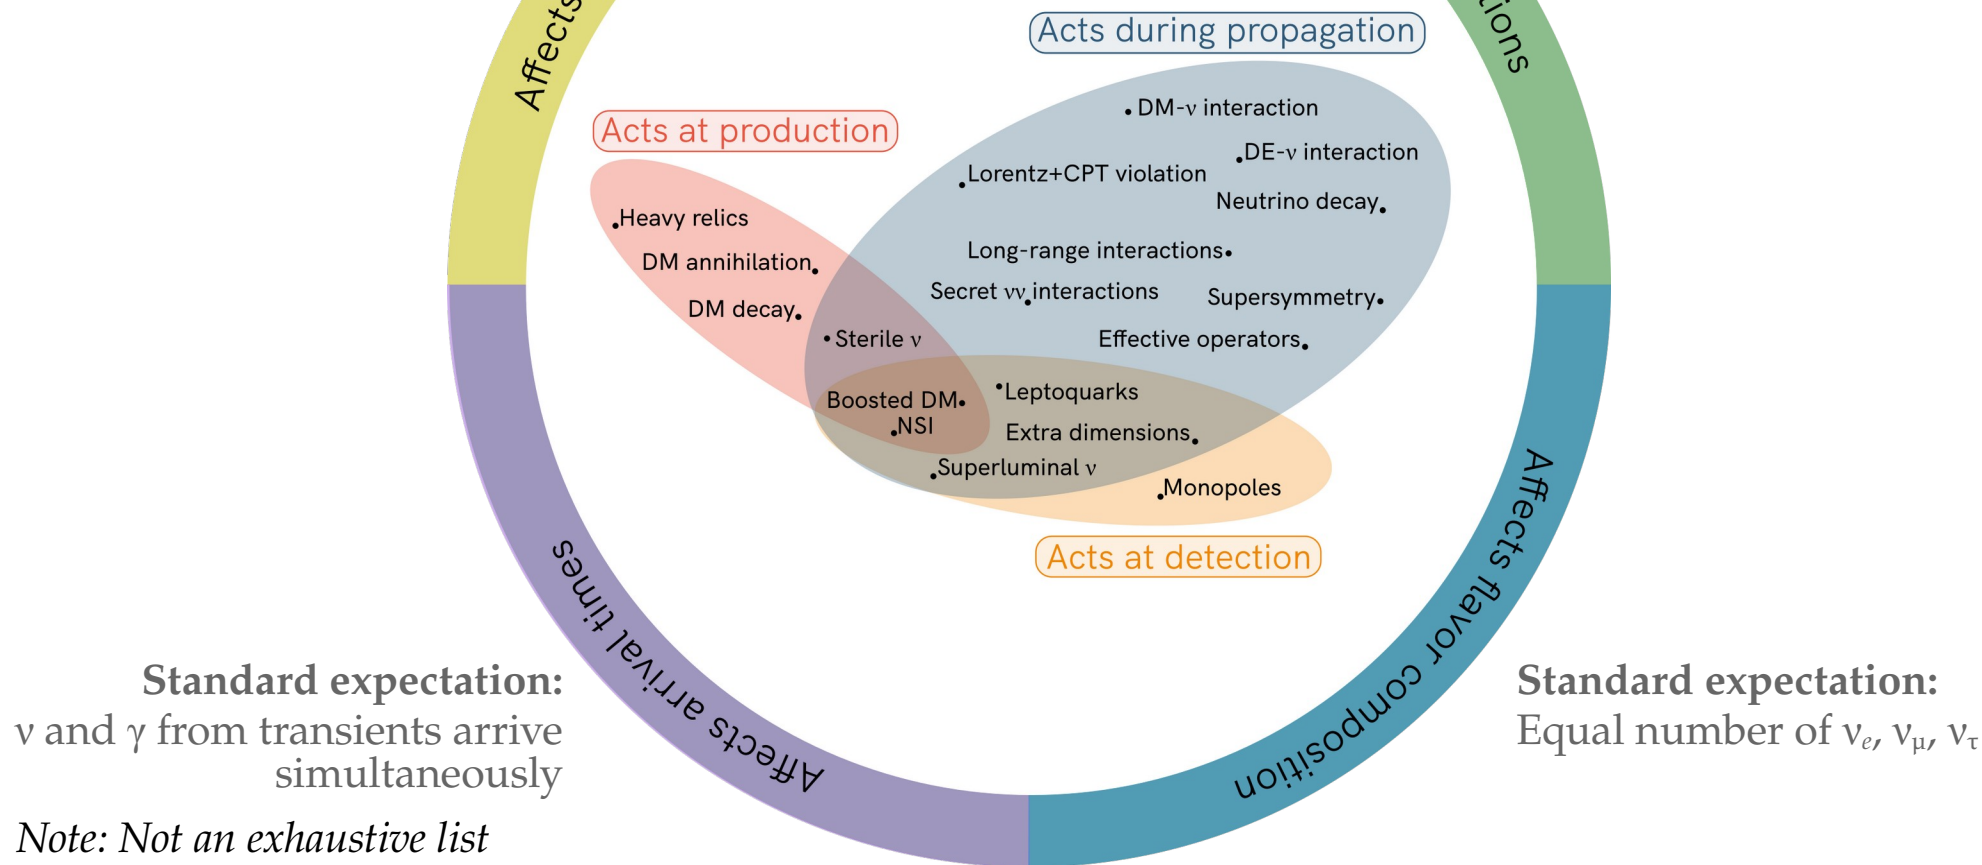 Affects
tions
Acts during propagation
DM-ν interaction
Acts at production
DE-ν interaction
Lorentz+CPT violation
Neutrino decay
Heavy relics
Long-range interactions
DM annihilation
Secret νν interactions
Supersymmetry
DM decay
Sterile ν
Effective operators
Leptoquarks
Boosted DM
NSI
Extra dimensions
Superluminal ν
Monopoles
Acts at detection
Affects arrival times
Affects flavor composition
Standard expectation:
ν and γ from transients arrive
simultaneously
Standard expectation:
Equal number of νe, νμ, ντ
Note: Not an exhaustive list